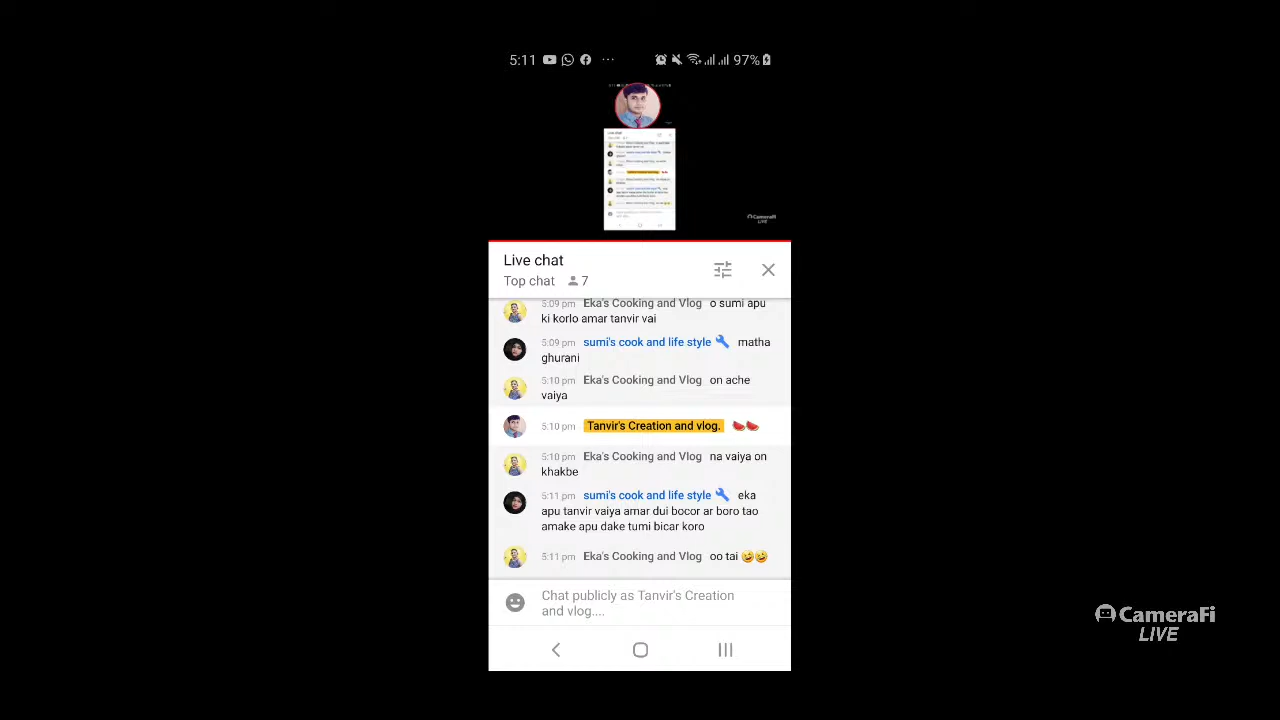 5:11 ... 97%
Live chat
CameraFi
LIVE
Live chat
Top chat 7
5:09 pm Eka's Cooking and Vlog o sumi apu
ki korlo amar tanvir vai
5:09 pm sumi's cook and life style 🔧 matha
ghurani
5:10 pm Eka's Cooking and Vlog on ache
vaiya
5:10 pm Tanvir's Creation and vlog. 🍉🍉
5:10 pm Eka's Cooking and Vlog na vaiya on
khakbe
5:11 pm sumi's cook and life style 🔧 eka
apu tanvir vaiya amar dui bocor ar boro tao
amake apu dake tumi bicar koro
5:11 pm Eka's Cooking and Vlog oo tai 🤣🤣
Chat publicly as Tanvir's Creation
and vlog....
CameraFi
LIVE